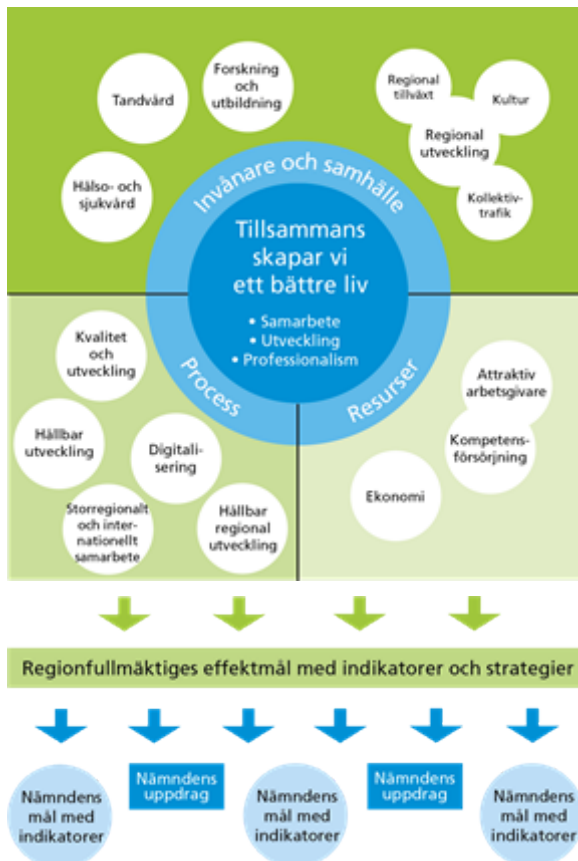 Tandvård
Forskning
och
utbildning
Hälso- och
sjukvård
Regional
tillväxt
Kultur
Regional
utveckling
Kollektiv-
trafik
Invånare och samhälle
Tillsammans
skapar vi
ett bättre liv
• Samarbete
• Utveckling
• Professionalism
Process
Resurser
Kvalitet
och
utveckling
Hållbar
utveckling
Digitali-
sering
Storregionalt
och inter-
nationellt
samarbete
Hållbar
regional
utveckling
Attraktiv
arbetsgivare
Kompetens-
försörjning
Ekonomi
Regionfullmäktiges effektmål med indikatorer och strategier
Nämndens
mål med
indikatorer
Nämndens
uppdrag
Nämndens
mål med
indikatorer
Nämndens
uppdrag
Nämndens
mål med
indikatorer